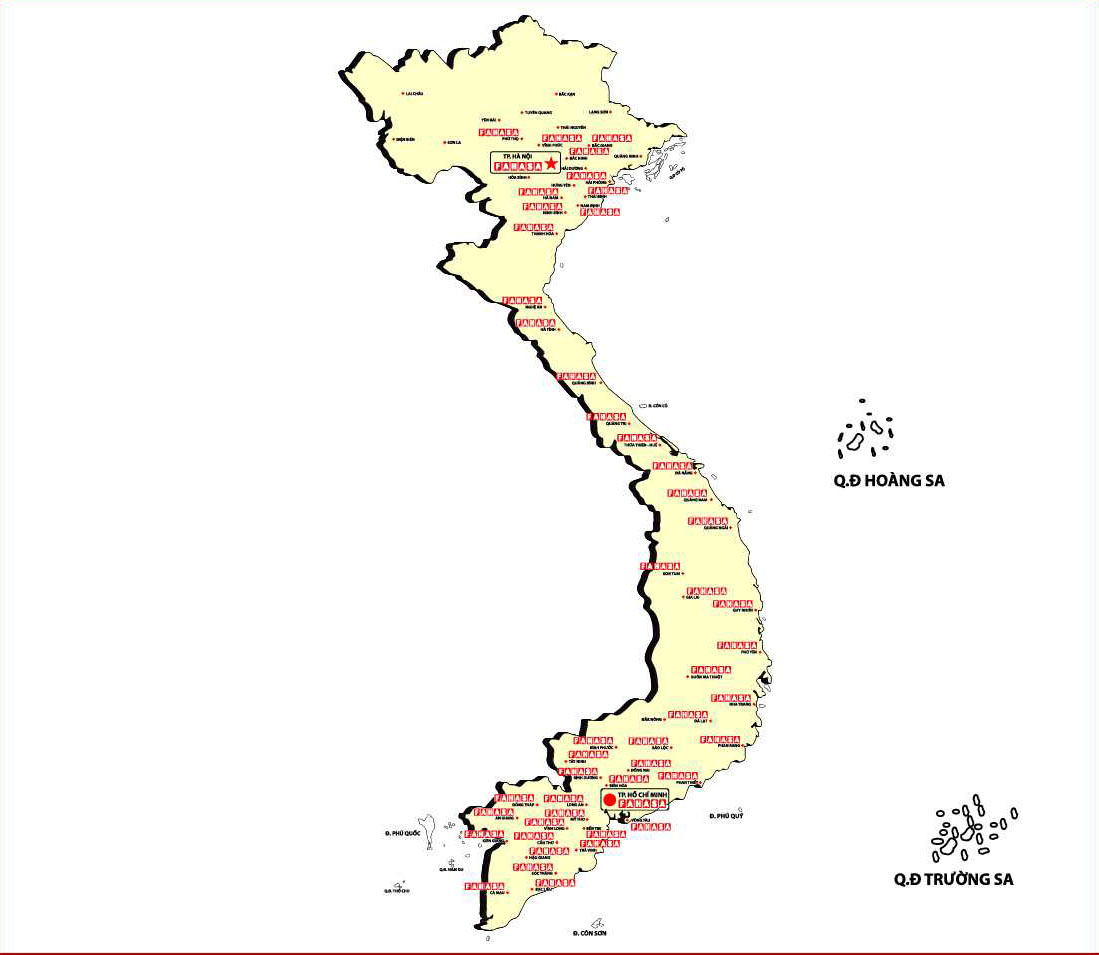 LAI CHÂU
BẮC KẠN
TUYÊN QUANG
LẠNG SƠN
YÊN BÁI
THÁI NGUYÊN
FAHASA
PHÚ THỌ
FAHASA
FAHASA
ĐIỆN BIÊN
SƠN LA
VĨNH PHÚC
BẮC GIANG
FAHASA
TP. HÀ NỘI
FAHASA
BẮC NINH
QUẢNG NINH
HẢI DƯƠNG
HÒA BÌNH
FAHASA
HẢI PHÒNG
HƯNG YÊN
FAHASA
FAHASA
HÀ NAM
THÁI BÌNH
FAHASA
NAM ĐỊNH
NINH BÌNH
FAHASA
FAHASA
THANH HÓA
FAHASA
NGHỆ AN
FAHASA
HÀ TĨNH
FAHASA
QUẢNG BÌNH
Đ. CỒN CỎ
FAHASA
QUẢNG TRỊ
FAHASA
THỪA THIÊN - HUẾ
FAHASA
ĐÀ NẴNG
Q.Đ HOÀNG SA
FAHASA
QUẢNG NAM
FAHASA
QUẢNG NGÃI
FAHASA
KON TUM
FAHASA
GIA LAI
FAHASA
QUY NHƠN
FAHASA
PHÚ YÊN
FAHASA
BUÔN MA THUỘT
FAHASA
NHA TRANG
FAHASA
ĐẮK NÔNG
ĐÀ LẠT
FAHASA
BÌNH PHƯỚC
FAHASA
BẢO LỘC
FAHASA
PHAN RANG
FAHASA
TÂY NINH
FAHASA
ĐỒNG NAI
FAHASA
BÌNH DƯƠNG
FAHASA
BIÊN HÒA
FAHASA
PHAN THIẾT
FAHASA
ĐỒNG THÁP
FAHASA
LONG AN
TP. HỒ CHÍ MINH
FAHASA
FAHASA
AN GIANG
FAHASA
MỸ THO
Đ. PHÚ QUÝ
VŨNG TÀU
FAHASA
FAHASA
VĨNH LONG
BẾN TRE
FAHASA
Đ. PHÚ QUỐC
FAHASA
KIÊN GIANG
FAHASA
CẦN THƠ
FAHASA
TRÀ VINH
FAHASA
HẬU GIANG
Q.Đ. NAM DU
FAHASA
SÓC TRĂNG
Q.Đ. THỔ CHU
FAHASA
CÀ MAU
FAHASA
BẠC LIÊU
Q.Đ TRƯỜNG SA
Đ. CÔN SƠN